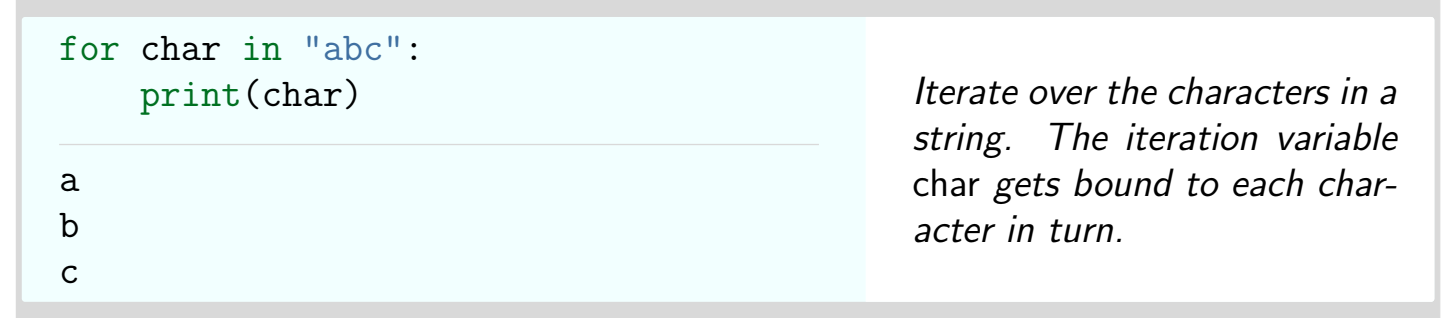 for char in "abc":
    print(char)
a
b
c
Iterate over the characters in a
string. The iteration variable
char gets bound to each char-
acter in turn.